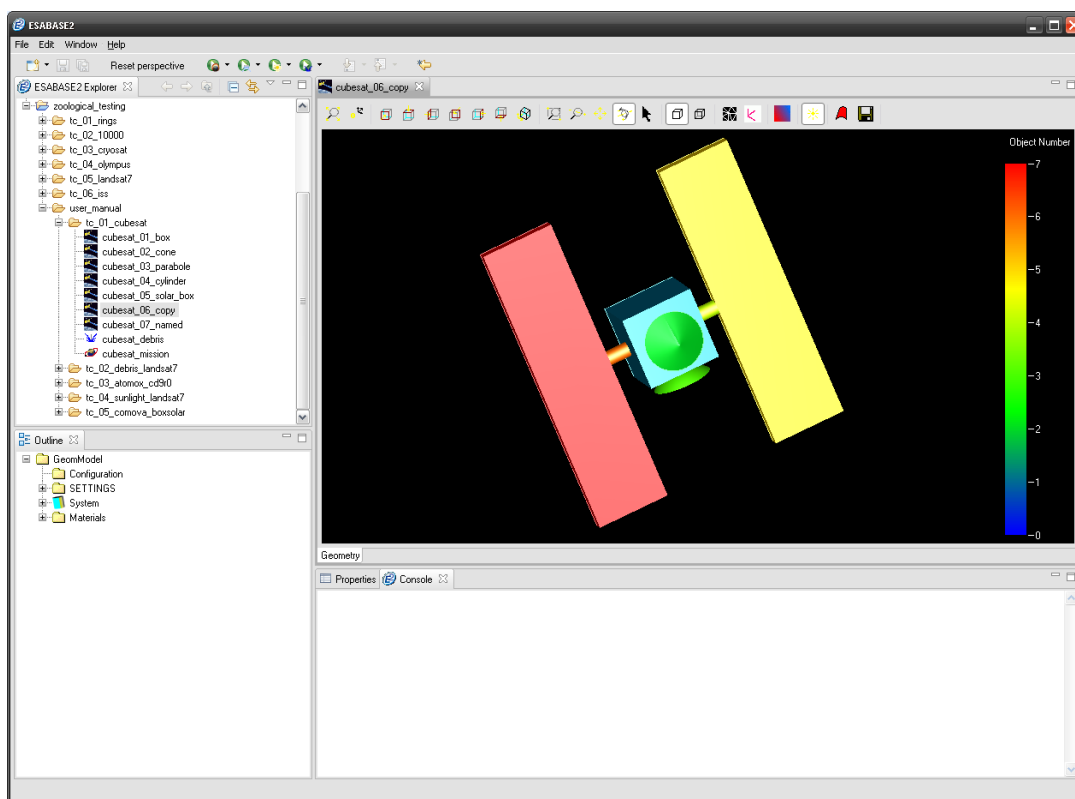 ESABASE2
File Edit Window Help
Reset perspective
ESABASE2 Explorer
zoological_testing
tc_01_rings
tc_02_10000
tc_03_cryosat
tc_04_olympus
tc_05_landsat7
tc_06_iss
user_manual
tc_01_cubesat
cubesat_01_box
cubesat_02_cone
cubesat_03_parabole
cubesat_04_cylinder
cubesat_05_solar_box
cubesat_06_copy
cubesat_07_named
cubesat_debris
cubesat_mission
tc_02_debris_landsat7
tc_03_atomox_cd9r0
tc_04_sunlight_landsat7
tc_05_comova_boxsolar
Outline
GeomModel
Configuration
SETTINGS
System
Materials
cubesat_06_copy
Object Number
7
6
5
4
3
2
1
0
Geometry
Properties Console